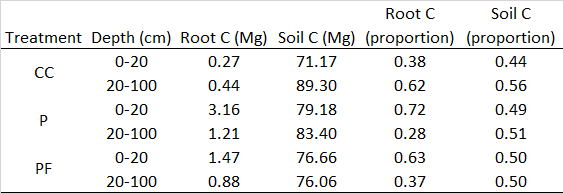 Root C Soil C
Treatment Depth (cm) Root C (Mg) Soil C (Mg) (proportion) (proportion)
CC 0-20 0.27 71.17 0.38 0.44
20-100 0.44 89.30 0.62 0.56
P 0-20 3.16 79.18 0.72 0.49
20-100 1.21 83.40 0.28 0.51
PF 0-20 1.47 76.66 0.63 0.50
20-100 0.88 76.06 0.37 0.50